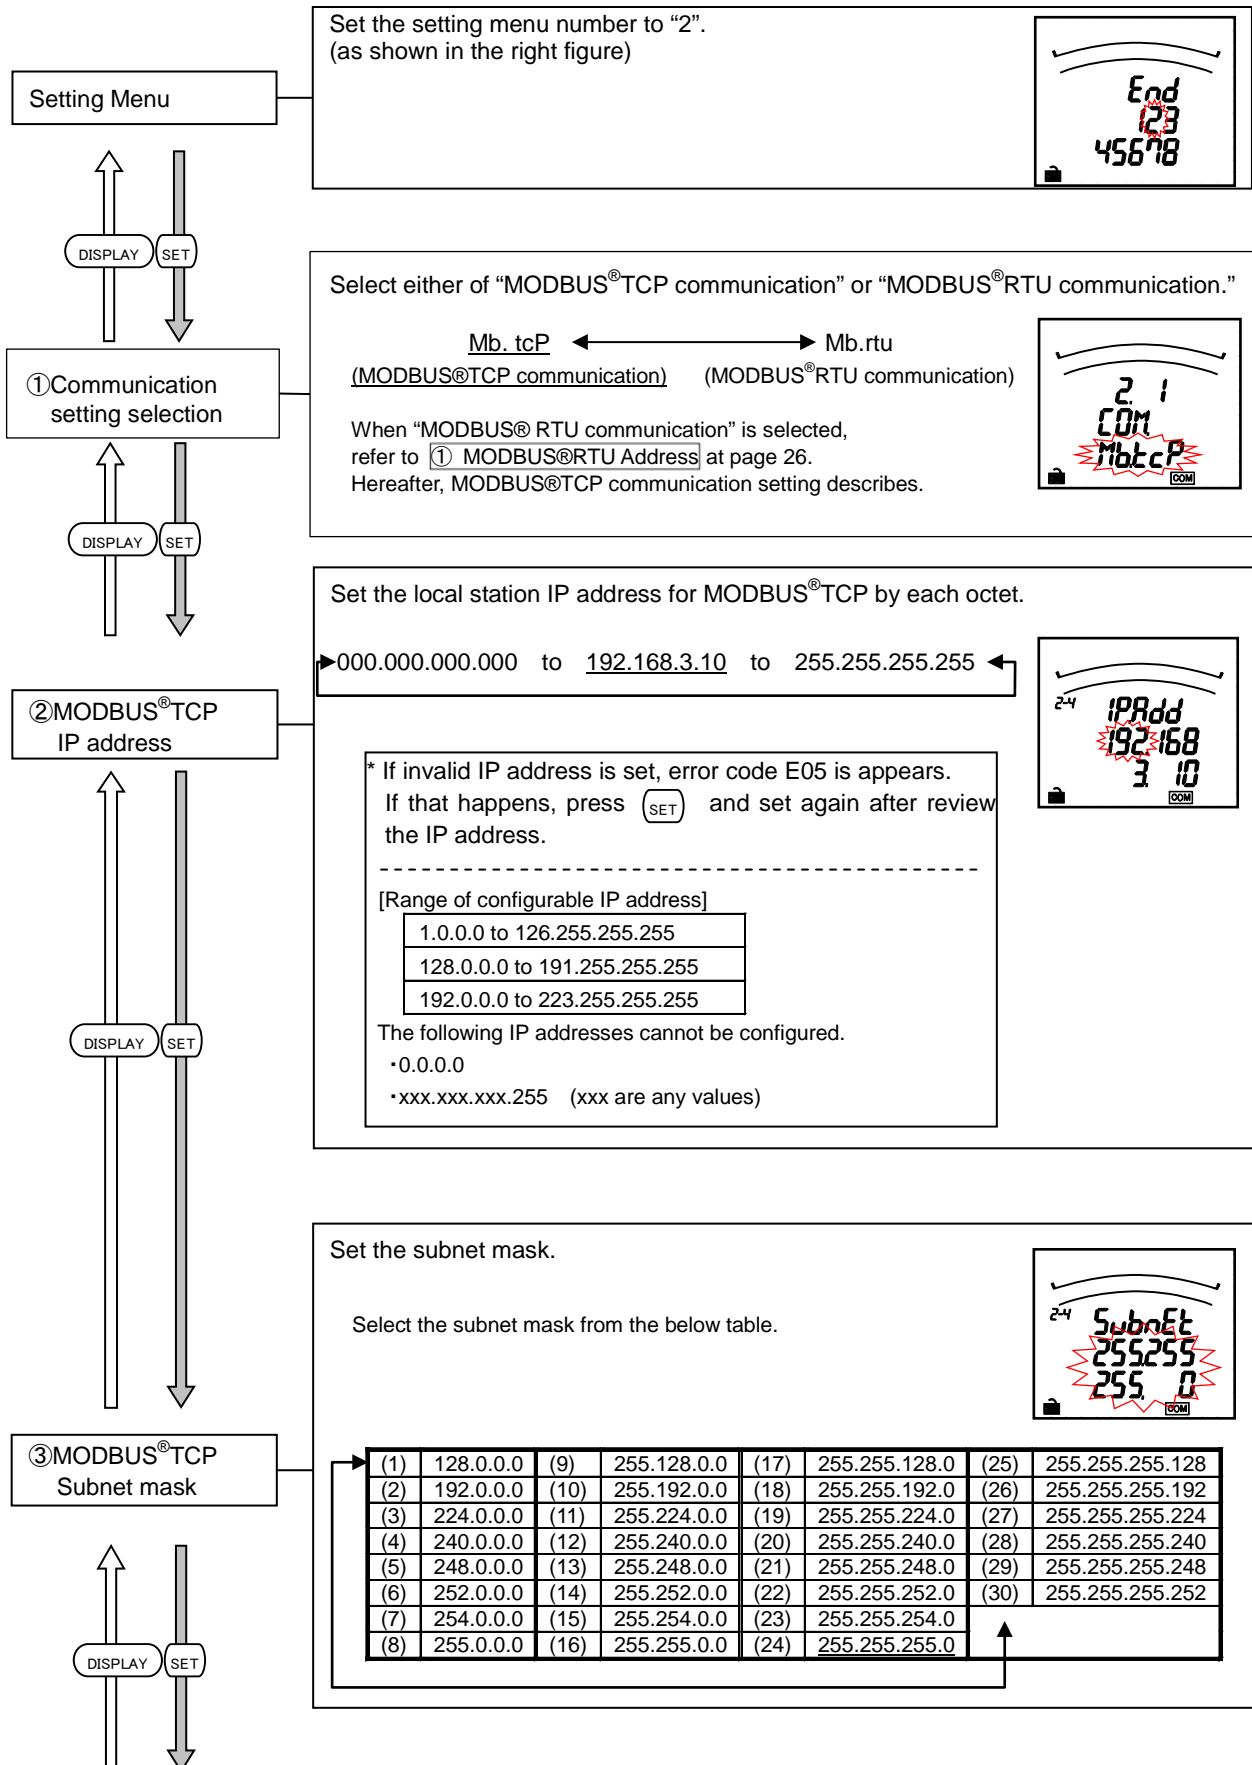 Set the setting menu number to “2”.
(as shown in the right figure)
Setting Menu
End
123
45678
DISPLAY
SET
Select either of “MODBUS®TCP communication” or “MODBUS®RTU communication.”
Mb. tcP
Mb.rtu
(MODBUS®TCP communication)
(MODBUS®RTU communication)
When “MODBUS® RTU communication” is selected,
refer to ① MODBUS®RTU Address at page 26.
Hereafter, MODBUS®TCP communication setting describes.
2. 1
COM.
Mb.tcP
COM
①Communication
setting selection
DISPLAY
SET
Set the local station IP address for MODBUS®TCP by each octet.
000.000.000.000 to 192.168.3.10 to 255.255.255.255
2-4
IPAdd
192 168
3. 10
COM
②MODBUS®TCP
IP address
* If invalid IP address is set, error code E05 is appears.
If that happens, press SET and set again after review
the IP address.
[Range of configurable IP address]
1.0.0.0 to 126.255.255.255
128.0.0.0 to 191.255.255.255
192.0.0.0 to 223.255.255.255
The following IP addresses cannot be configured.
・0.0.0.0
・xxx.xxx.xxx.255 (xxx are any values)
DISPLAY
SET
Set the subnet mask.
Select the subnet mask from the below table.
2-4
SubnEt
255.255
255. 0
COM
③MODBUS®TCP
Subnet mask
(1) 128.0.0.0 (9) 255.128.0.0 (17) 255.255.128.0 (25) 255.255.255.128
(2) 192.0.0.0 (10) 255.192.0.0 (18) 255.255.192.0 (26) 255.255.255.192
(3) 224.0.0.0 (11) 255.224.0.0 (19) 255.255.224.0 (27) 255.255.255.224
(4) 240.0.0.0 (12) 255.240.0.0 (20) 255.255.240.0 (28) 255.255.255.240
(5) 248.0.0.0 (13) 255.248.0.0 (21) 255.255.248.0 (29) 255.255.255.248
(6) 252.0.0.0 (14) 255.252.0.0 (22) 255.255.252.0 (30) 255.255.255.252
(7) 254.0.0.0 (15) 255.254.0.0 (23) 255.255.254.0
(8) 255.0.0.0 (16) 255.255.0.0 (24) 255.255.255.0
DISPLAY
SET